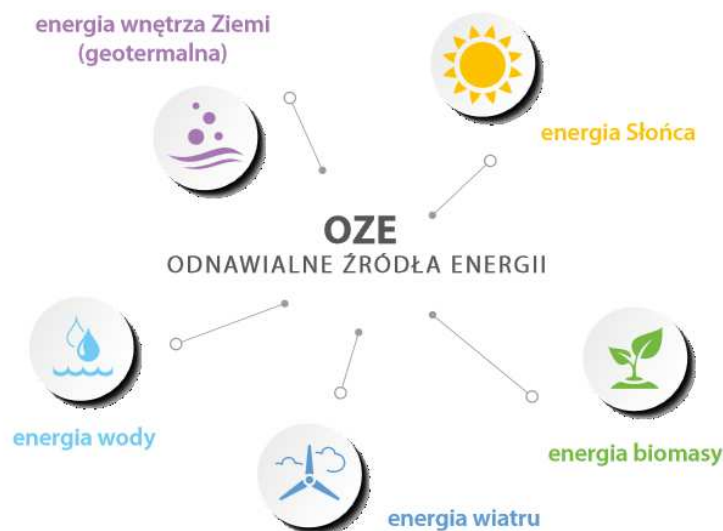 energia wnętrza Ziemi
(geotermalna)
energia Słońca
OZE
ODNAWIALNE ŹRÓDŁA ENERGII
energia wody
energia biomasy
energia wiatru